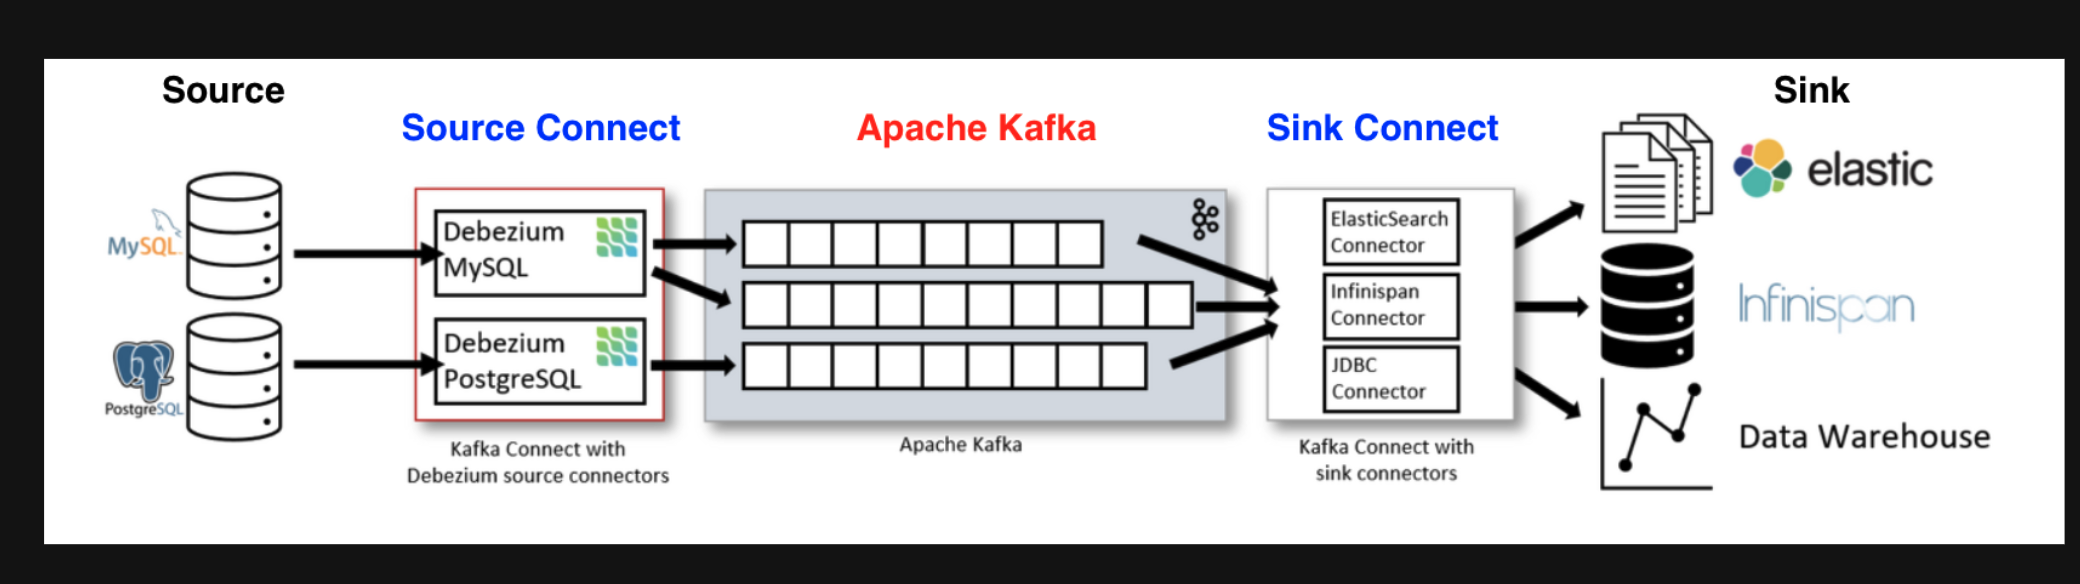 Source
Source Connect
Apache Kafka
Sink Connect
Sink
MySQL
PostgreSQL
Debezium
MySQL
Debezium
PostgreSQL
Kafka Connect with
Debezium source connectors
Apache Kafka
ElasticSearch
Connector
Infinispan
Connector
JDBC
Connector
Kafka Connect with
sink connectors
elastic
Infinispan
Data Warehouse